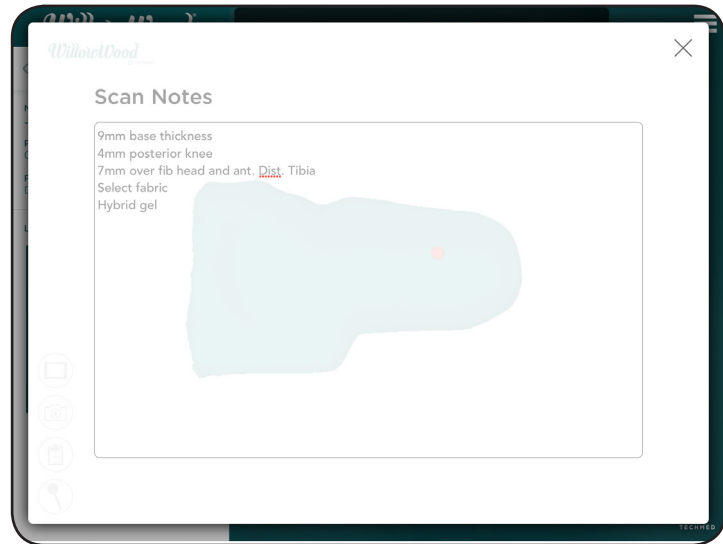 WillowWood
Scan Notes
9mm base thickness
4mm posterior knee
7mm over fib head and ant. Dist. Tibia
Select fabric
Hybrid gel
TECHMED